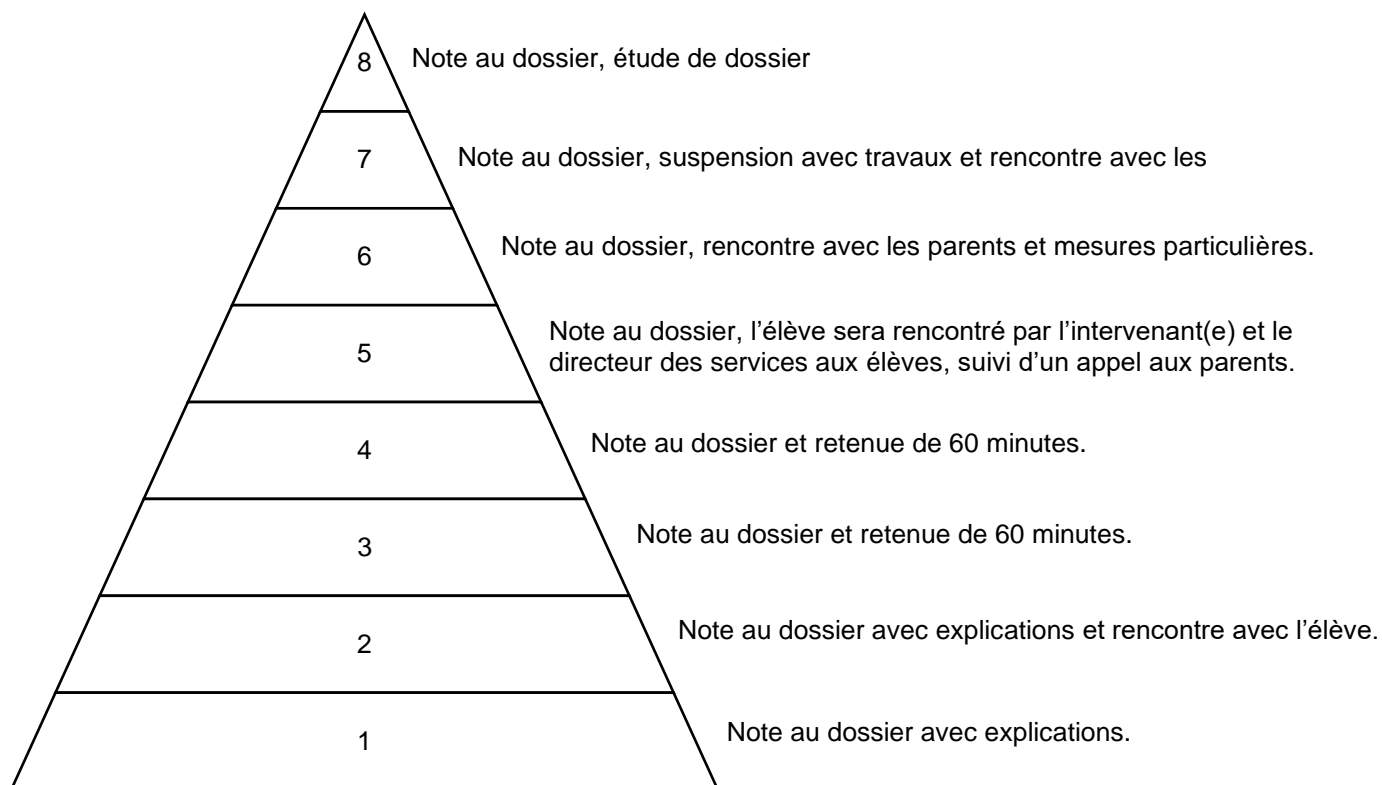 8 Note au dossier, étude de dossier
7 Note au dossier, suspension avec travaux et rencontre avec les
6 Note au dossier, rencontre avec les parents et mesures particulières.
5 Note au dossier, l’élève sera rencontré par l’intervenant(e) et le
directeur des services aux élèves, suivi d’un appel aux parents.
4 Note au dossier et retenue de 60 minutes.
3 Note au dossier et retenue de 60 minutes.
2 Note au dossier avec explications et rencontre avec l’élève.
1 Note au dossier avec explications.